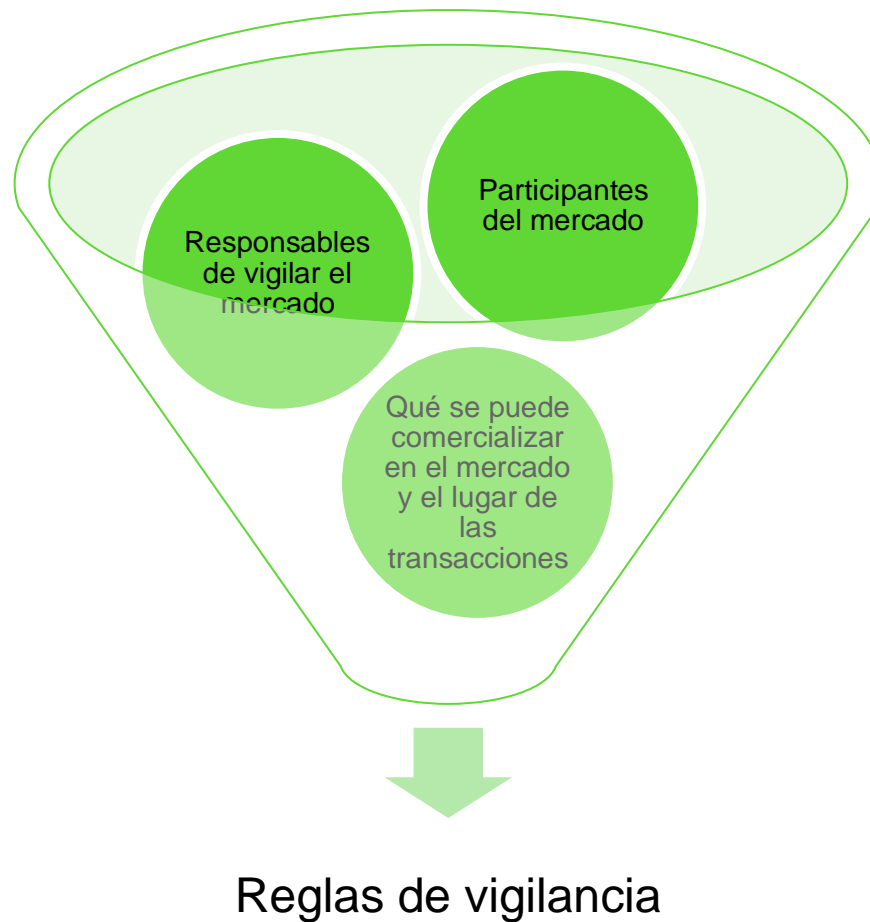 Participantes
del mercado
Responsables
de vigilar el
mercado
Qué se puede
comercializar
en el mercado
y el lugar de
las
transacciones
Reglas de vigilancia